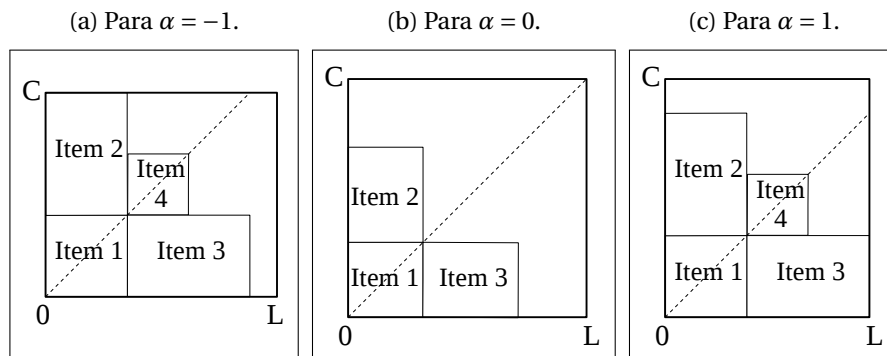 (a) Para α = −1.
(b) Para α = 0.
(c) Para α = 1.
C
Item 2
Item
4
Item 1
Item 3
0
L
C
Item 2
Item 1
Item 3
0
L
C
Item 2
Item
4
Item 1
Item 3
0
L